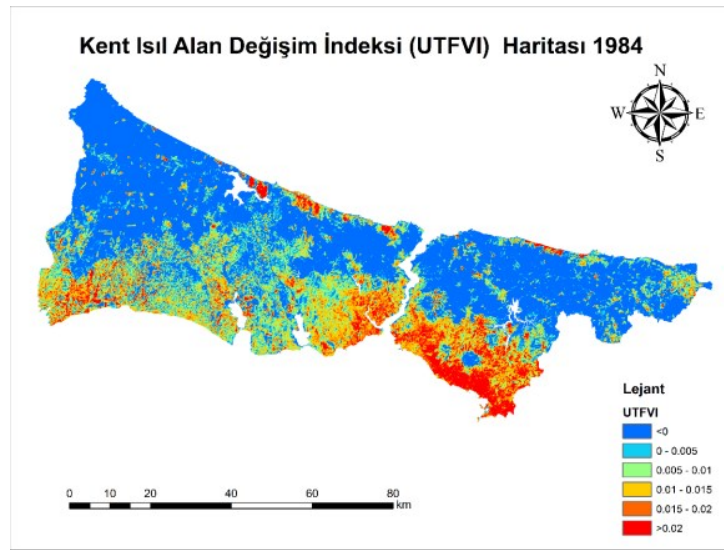 Kent Isıl Alan Değişim İndeksi (UTFVI) Haritası 1984
N
W E
S
Lejant
UTFVI
<0
0 - 0.005
0.005 - 0.01
0.01 - 0.015
0.015 - 0.02
>0.02
0 10 20 40 60 80
km